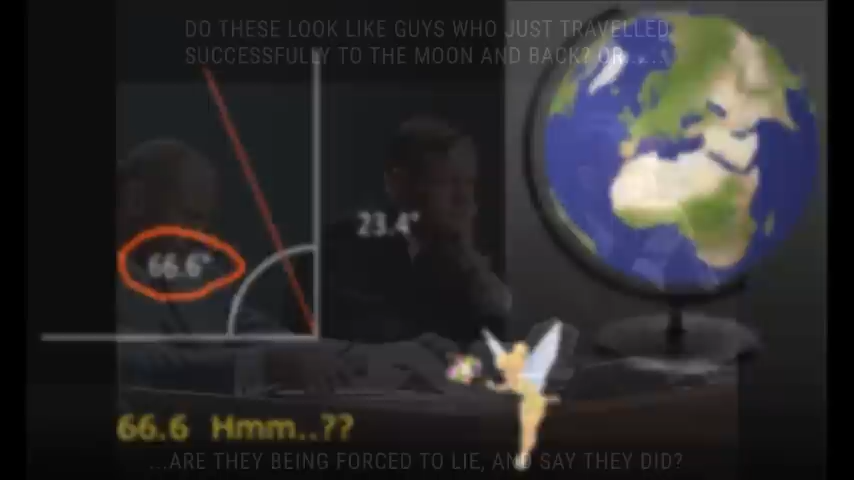 DO THESE LOOK LIKE GUYS WHO JUST TRAVELLED
SUCCESSFULLY TO THE MOON AND BACK? OR.....
23.4°
66.6°
66.6 Hmm..??
...ARE THEY BEING FORCED TO LIE, AND SAY THEY DID?